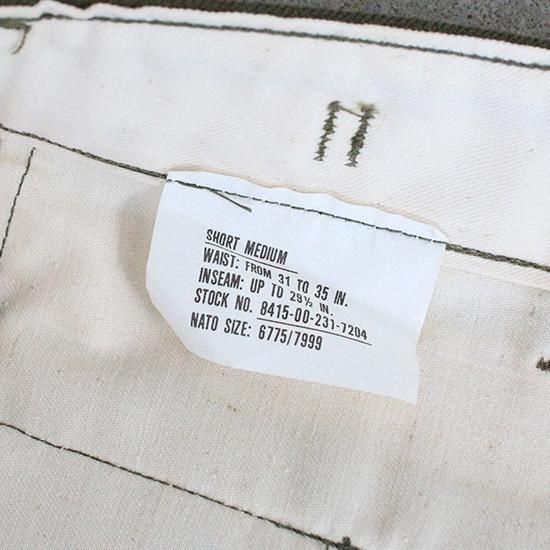 SHORT MEDIUM
WAIST: FROM 31 TO 35 IN.
INSEAM: UP TO 29½ IN.
STOCK NO. 8415-00-231-7204
NATO SIZE: 6775/7999